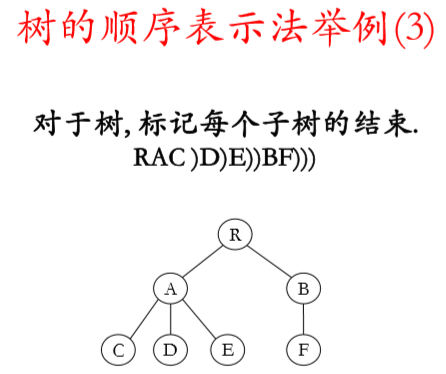 树的顺序表示法举例(3)
对于树, 标记每个子树的结束.
RAC )D)E))BF)))
R
A
B
C
D
E
F